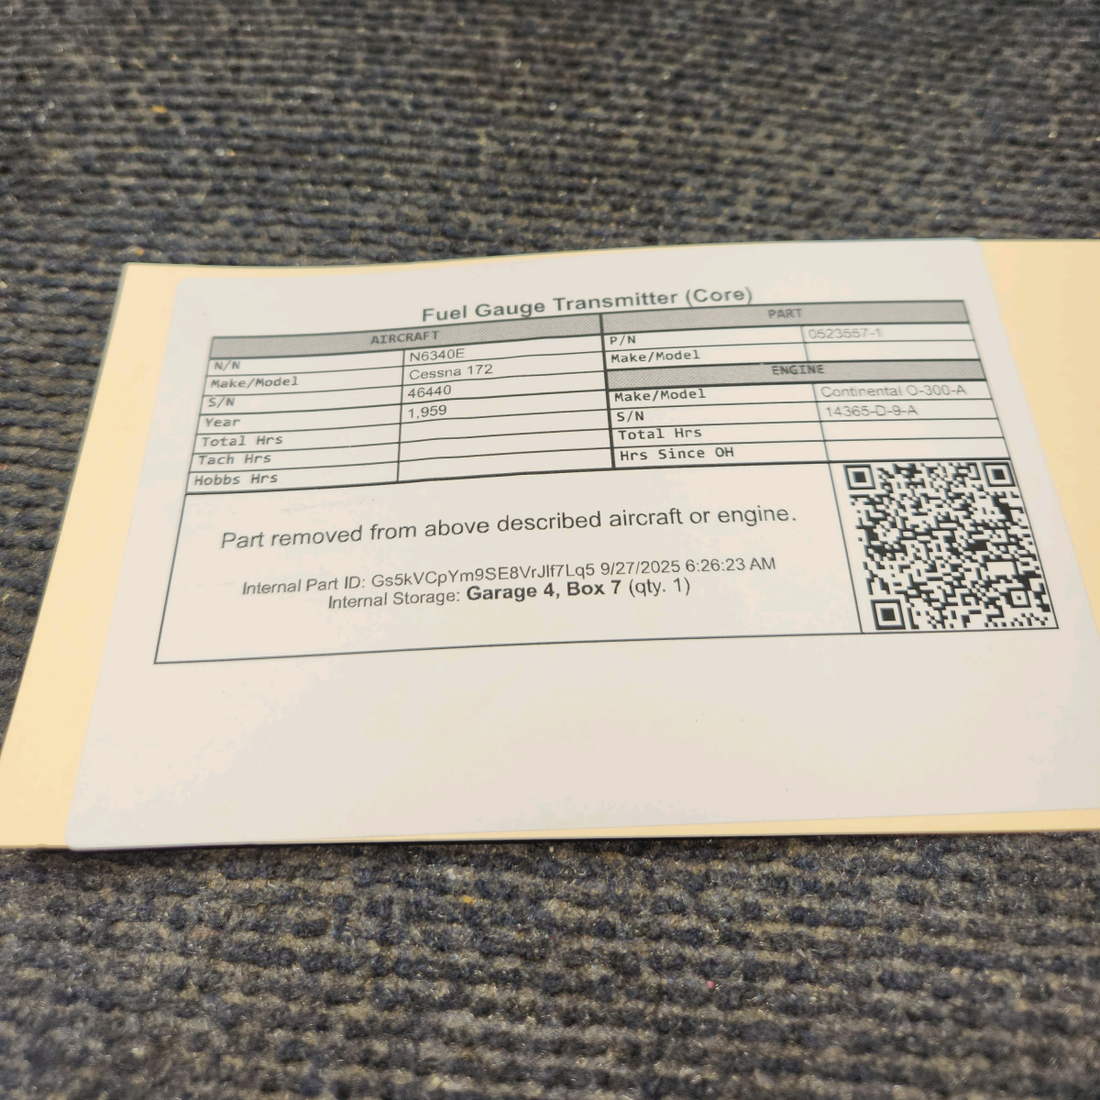 Fuel Gauge Transmitter (Core)
AIRCRAFT
N/N N6340E
Make/Model Cessna 172
S/N 46440
Year 1,959
Total Hrs
Tach Hrs
Hobbs Hrs
PART
P/N 0523557-1
Make/Model
ENGINE
Make/Model Continental O-300-A
S/N 14365-D-9-A
Total Hrs
Hrs Since OH
Part removed from above described aircraft or engine.
Internal Part ID: Gs5kVCpYm9SE8VrJlf7Lq5 9/27/2025 6:26:23 AM
Internal Storage: Garage 4, Box 7 (qty. 1)